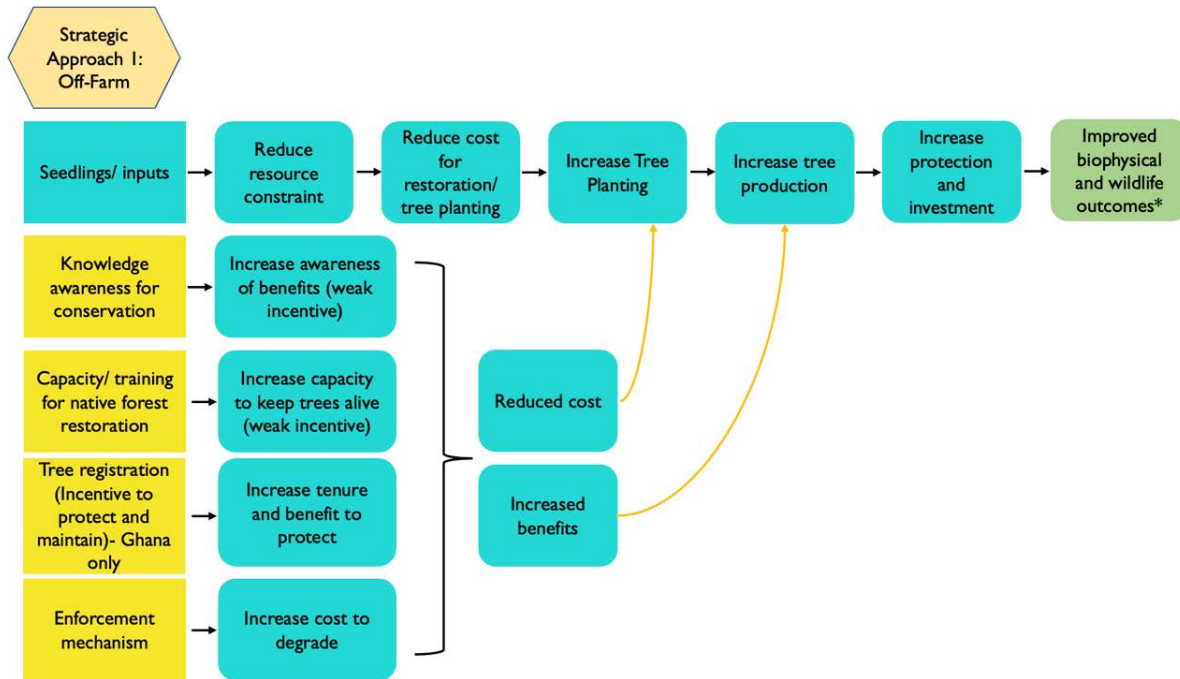 Strategic
Approach 1:
Off-Farm
Seedlings/ inputs
Reduce
resource
constraint
Reduce cost
for
restoration/
tree planting
Increase Tree
Planting
Increase tree
production
Increase
protection
and
investment
Improved
biophysical
and wildlife
outcomes*
Knowledge
awareness for
conservation
Increase awareness
of benefits (weak
incentive)
Capacity/ training
for native forest
restoration
Increase capacity
to keep trees alive
(weak incentive)
Reduced cost
Tree registration
(Incentive to
protect and
maintain)- Ghana
only
Increase tenure
and benefit to
protect
Increased
benefits
Enforcement
mechanism
Increase cost to
degrade